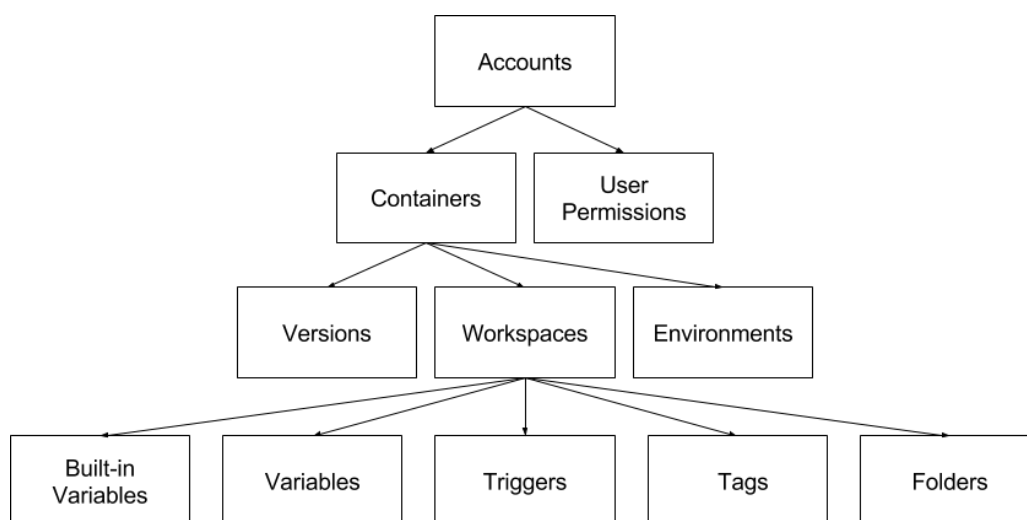 Accounts
Containers
User
Permissions
Versions
Workspaces
Environments
Built-in
Variables
Variables
Triggers
Tags
Folders